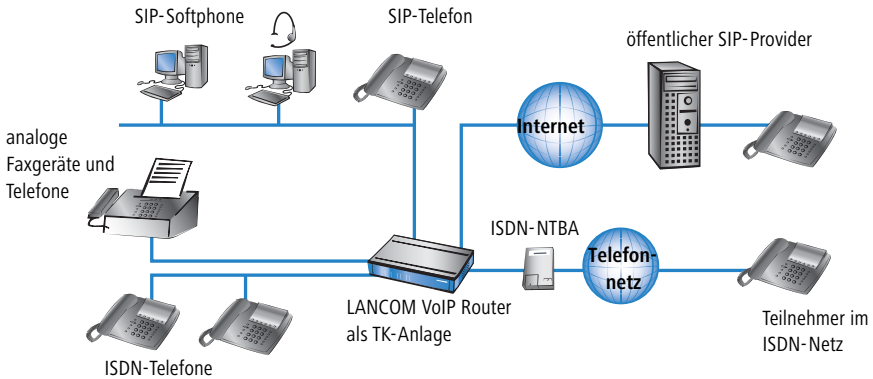 SIP-Softphone
SIP-Telefon
öffentlicher SIP-Provider
Internet
analoge
Faxgeräte und
Telefone
ISDN-NTBA
Telefon-
netz
LANCOM VoIP Router
als TK-Anlage
Teilnehmer im
ISDN-Netz
ISDN-Telefone